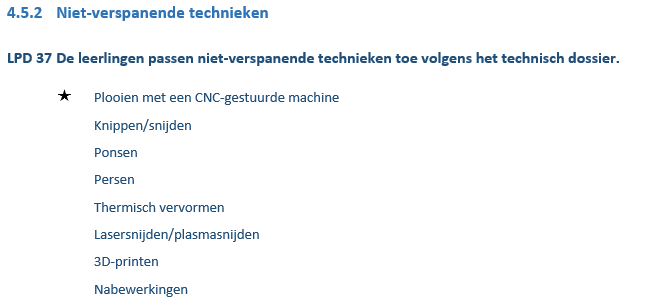 4.5.2 Niet-verspanende technieken
LPD 37 De leerlingen passen niet-verspanende technieken toe volgens het technisch dossier.
★ Plooien met een CNC-gestuurde machine
Knippen/snijden
Ponsen
Persen
Thermisch vervormen
Lasersnijden/plasmasnijden
3D-printen
Nabewerkingen